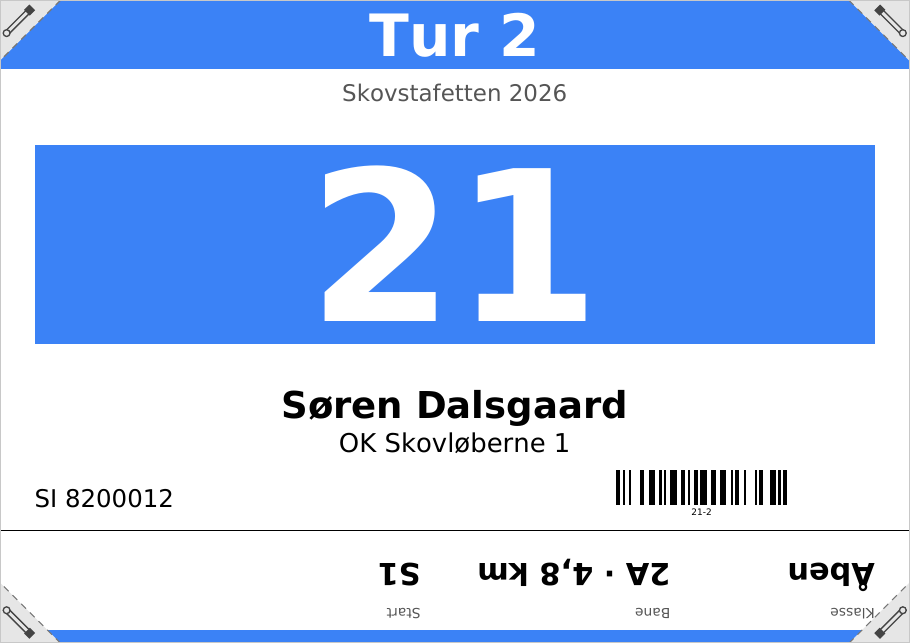 Tur 2
Skovstafetten 2026
21
Søren Dalsgaard
OK Skovløberne 1
SI 8200012
21-2
Klasse Bane Start
Åben 2A · 4,8 km S1